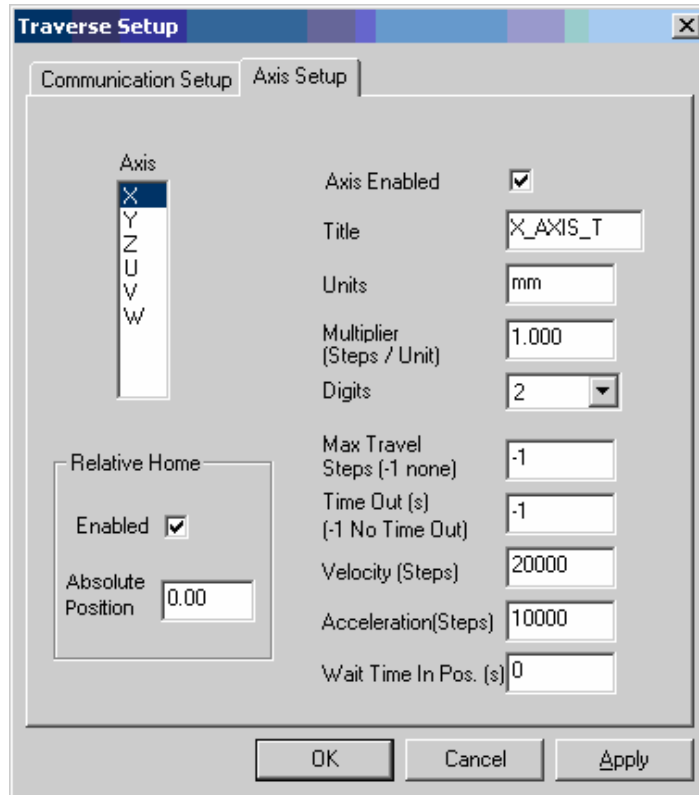 Traverse Setup
Communication Setup
Axis Setup
Axis
X
Y
Z
U
V
W
Relative Home
Enabled
Absolute
Position
0.00
Axis Enabled
Title
X_AXIS_T
Units
mm
Multiplier
(Steps / Unit)
1.000
Digits
2
Max Travel
Steps (-1 none)
-1
Time Out (s)
(-1 No Time Out)
-1
Velocity (Steps)
20000
Acceleration(Steps)
10000
Wait Time In Pos. (s)
0
OK
Cancel
Apply